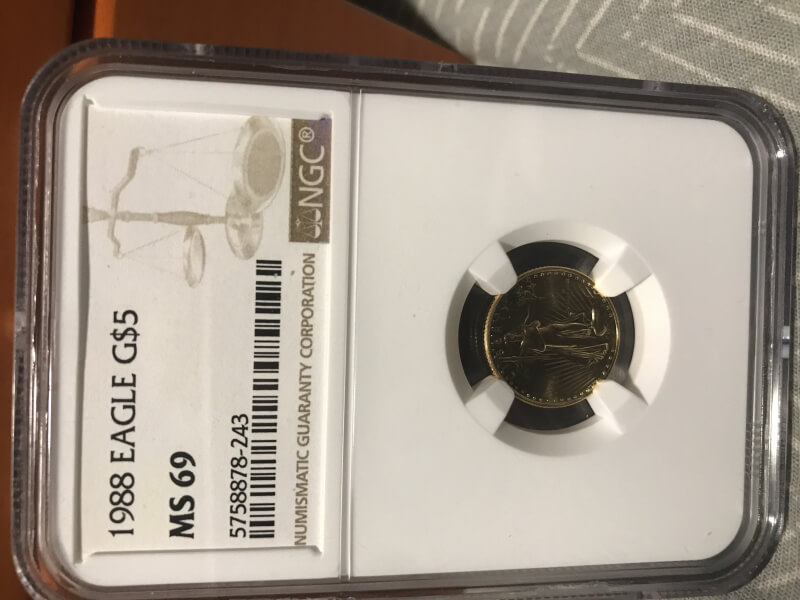 1988 EAGLE G$5
MS 69
5758878-243
NUMISMATIC GUARANTY CORPORATION
NGC®